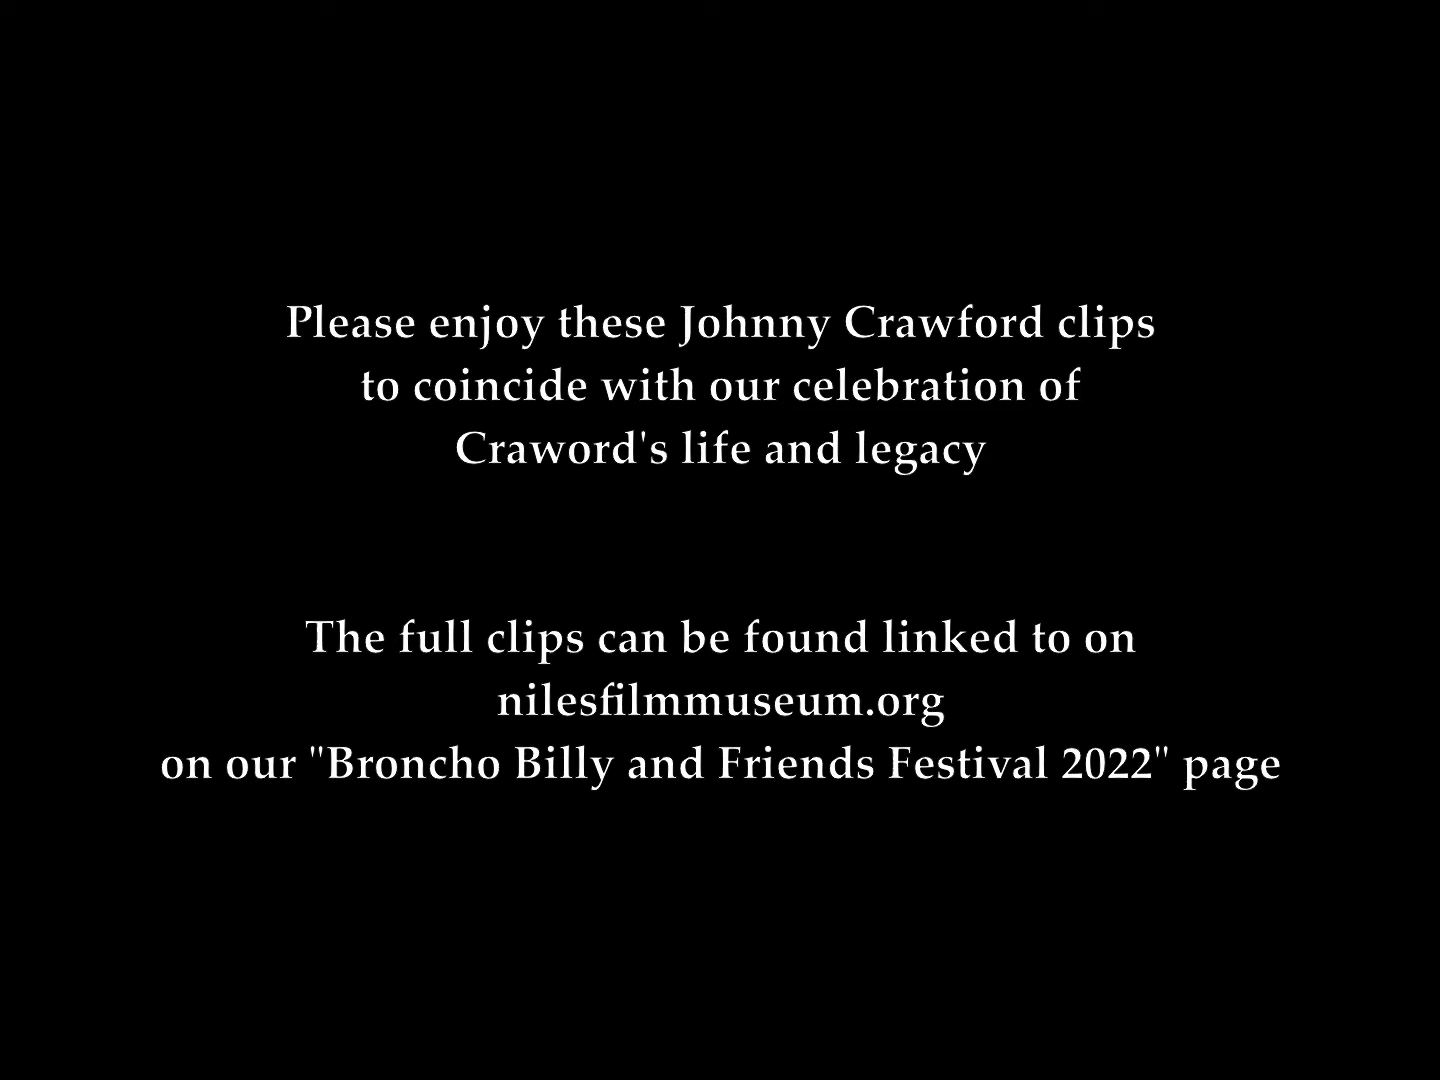 Please enjoy these Johnny Crawford clips
to coincide with our celebration of
Craword's life and legacy
The full clips can be found linked to on
nilesfilmmuseum.org
on our "Broncho Billy and Friends Festival 2022" page